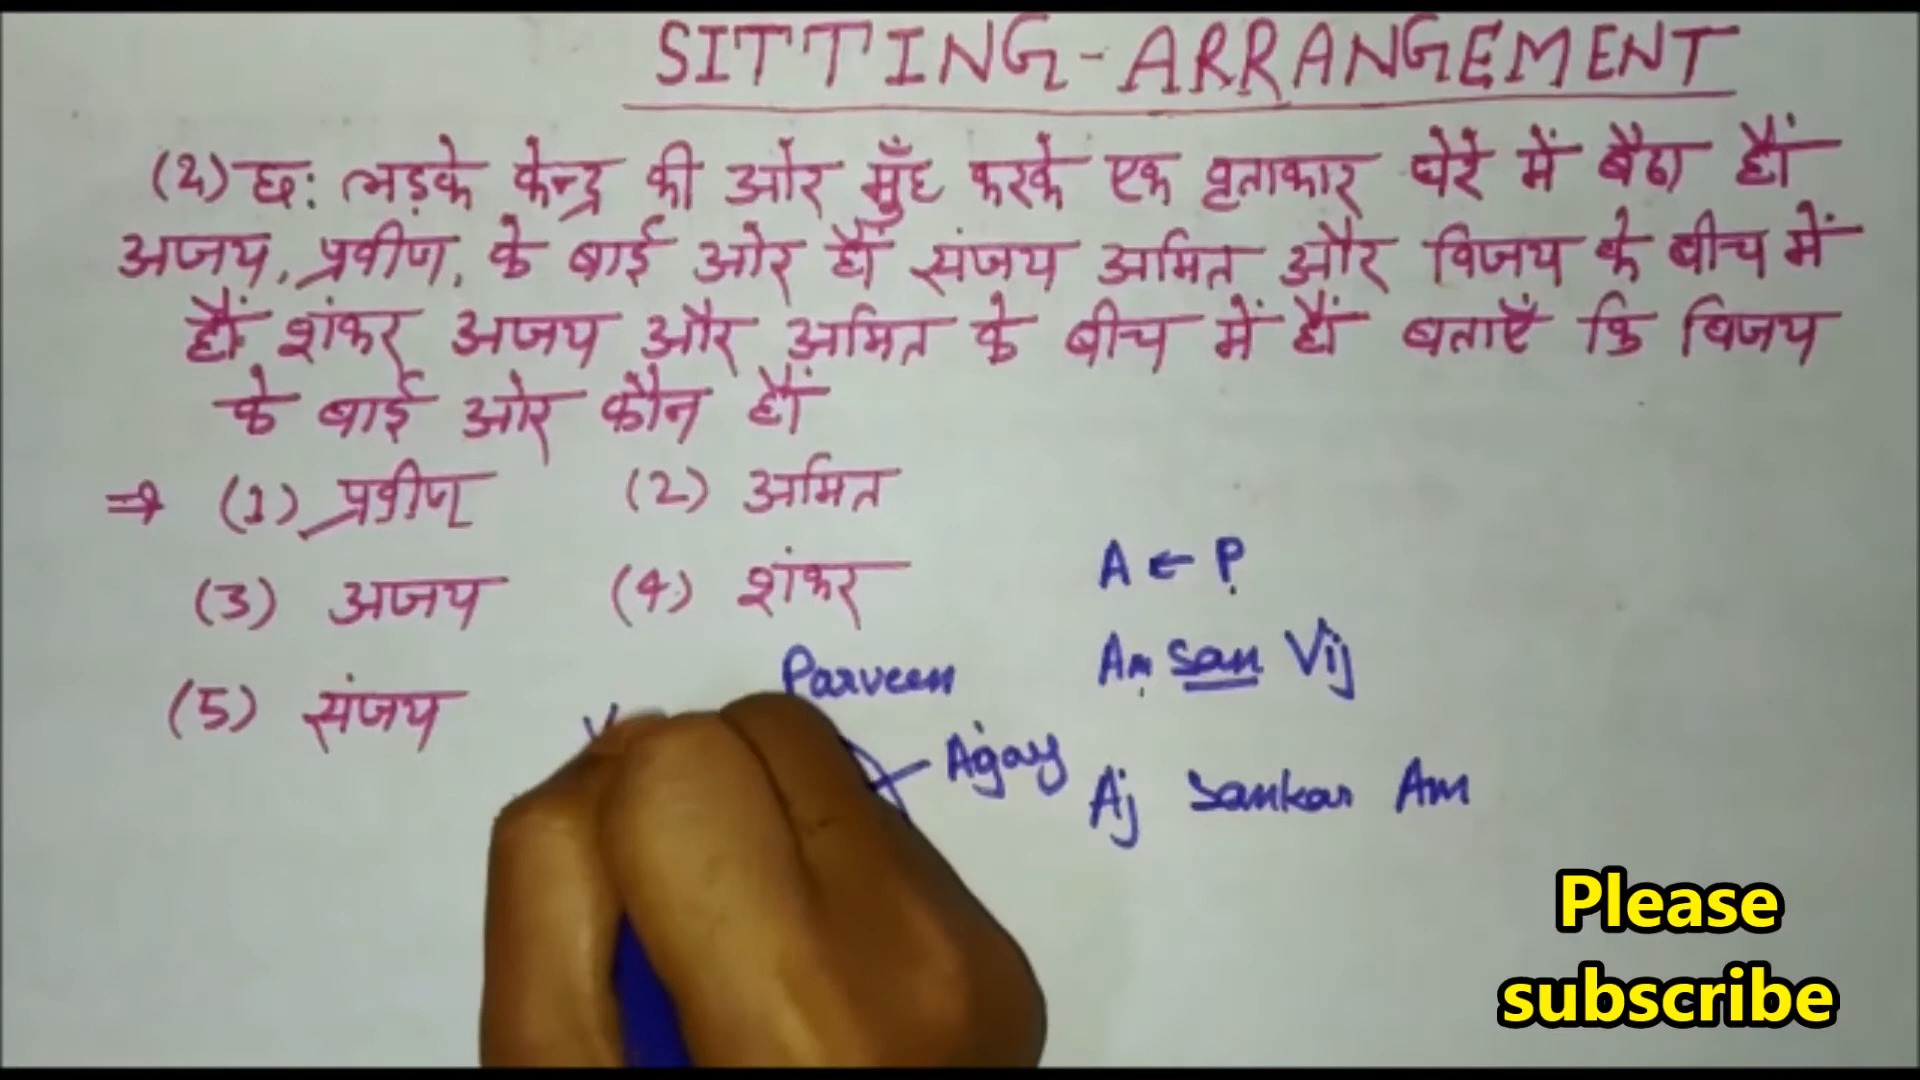 SITTING-ARRANGEMENT
(2) छ: लड़के केन्द्र की ओर मुँह करके एक वृताकार घेरे में बैठा हैं
अजय, प्रवीण, के बाई ओर हैं संजय अमित और विजय के बीच में
हैं शंकर अजय और अमित के बीच में हैं बताएँ कि विजय
के बाई ओर कौन हैं
⇒ (1) प्रवीण (2) अमित
(3) अजय (4) शंकर
(5) संजय
A ← P
Am San Vij
Parveen
Ajay
Aj Sankar Am
Please
subscribe